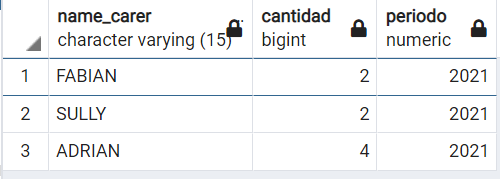 name_carer cantidad periodo
character varying (15) bigint numeric
1 FABIAN 2 2021
2 SULLY 2 2021
3 ADRIAN 4 2021